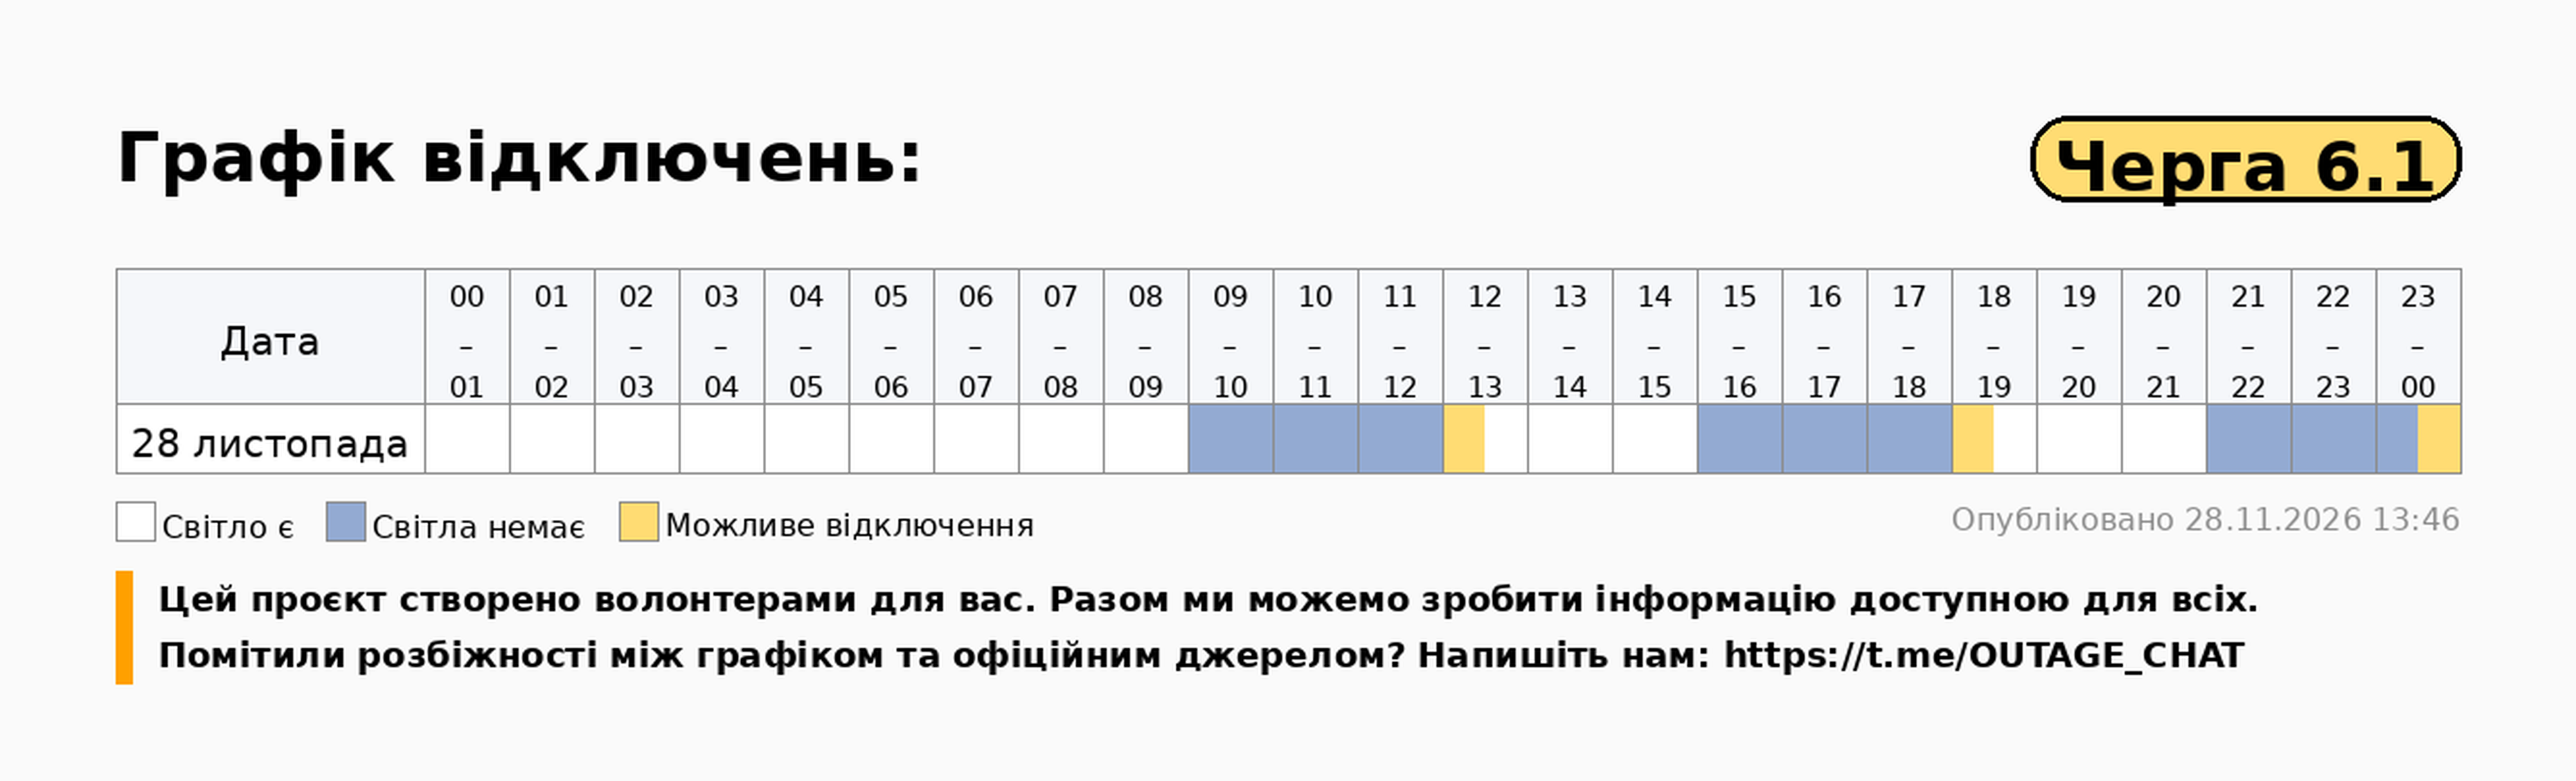 Графік відключень:
Черга 6.1
Дата
00 – 01
01 – 02
02 – 03
03 – 04
04 – 05
05 – 06
06 – 07
07 – 08
08 – 09
09 – 10
10 – 11
11 – 12
12 – 13
13 – 14
14 – 15
15 – 16
16 – 17
17 – 18
18 – 19
19 – 20
20 – 21
21 – 22
22 – 23
23 – 00
28 листопада
Світло є
Світла немає
Можливе відключення
Опубліковано 28.11.2026 13:46
Цей проєкт створено волонтерами для вас. Разом ми можемо зробити інформацію доступною для всіх.
Помітили розбіжності між графіком та офіційним джерелом? Напишіть нам: https://t.me/OUTAGE_CHAT